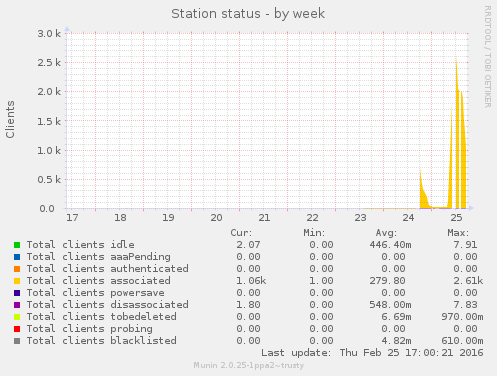 Station status - by week
RRDTOOL / TOBI OETIKER
Clients
3.0 k
2.5 k
2.0 k
1.5 k
1.0 k
0.5 k
0.0
17 18 19 20 21 22 23 24 25
Cur: Min: Avg: Max:
Total clients idle 2.07 0.00 446.40m 7.91
Total clients aaaPending 0.00 0.00 0.00 0.00
Total clients authenticated 0.00 0.00 0.00 0.00
Total clients associated 1.06k 1.00 279.80 2.61k
Total clients powersave 0.00 0.00 0.00 0.00
Total clients disassociated 1.80 0.00 548.00m 7.83
Total clients tobedeleted 0.00 0.00 6.69m 970.00m
Total clients probing 0.00 0.00 0.00 0.00
Total clients blacklisted 0.00 0.00 4.82m 610.00m
Last update: Thu Feb 25 17:00:21 2016
Munin 2.0.25-1ppa2~trusty